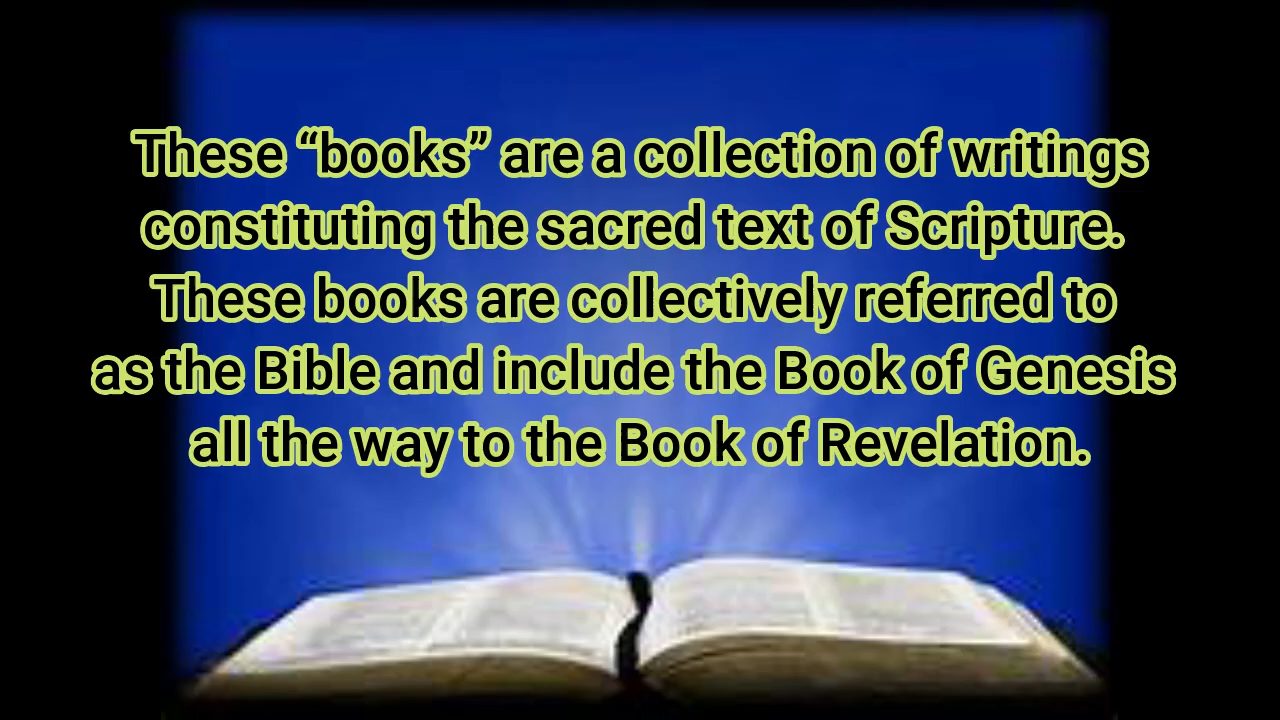 These “books” are a collection of writings
constituting the sacred text of Scripture.
These books are collectively referred to
as the Bible and include the Book of Genesis
all the way to the Book of Revelation.